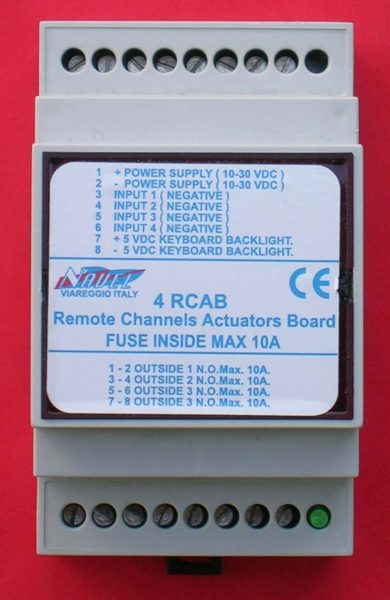 1 + POWER SUPPLY ( 10-30 VDC )
2 - POWER SUPPLY ( 10-30 VDC )
3 INPUT 1 ( NEGATIVE )
4 INPUT 2 ( NEGATIVE )
5 INPUT 3 ( NEGATIVE )
6 INPUT 4 ( NEGATIVE )
7 + 5 VDC KEYBOARD BACKLIGHT.
8 - 5 VDC KEYBOARD BACKLIGHT.
VIAREGGIO ITALY
CE
4 RCAB
Remote Channels Actuators Board
FUSE INSIDE MAX 10A
1 - 2 OUTSIDE 1 N.O.Max. 10A.
3 - 4 OUTSIDE 2 N.O.Max. 10A.
5 - 6 OUTSIDE 3 N.O.Max. 10A.
7 - 8 OUTSIDE 3 N.O.Max. 10A.